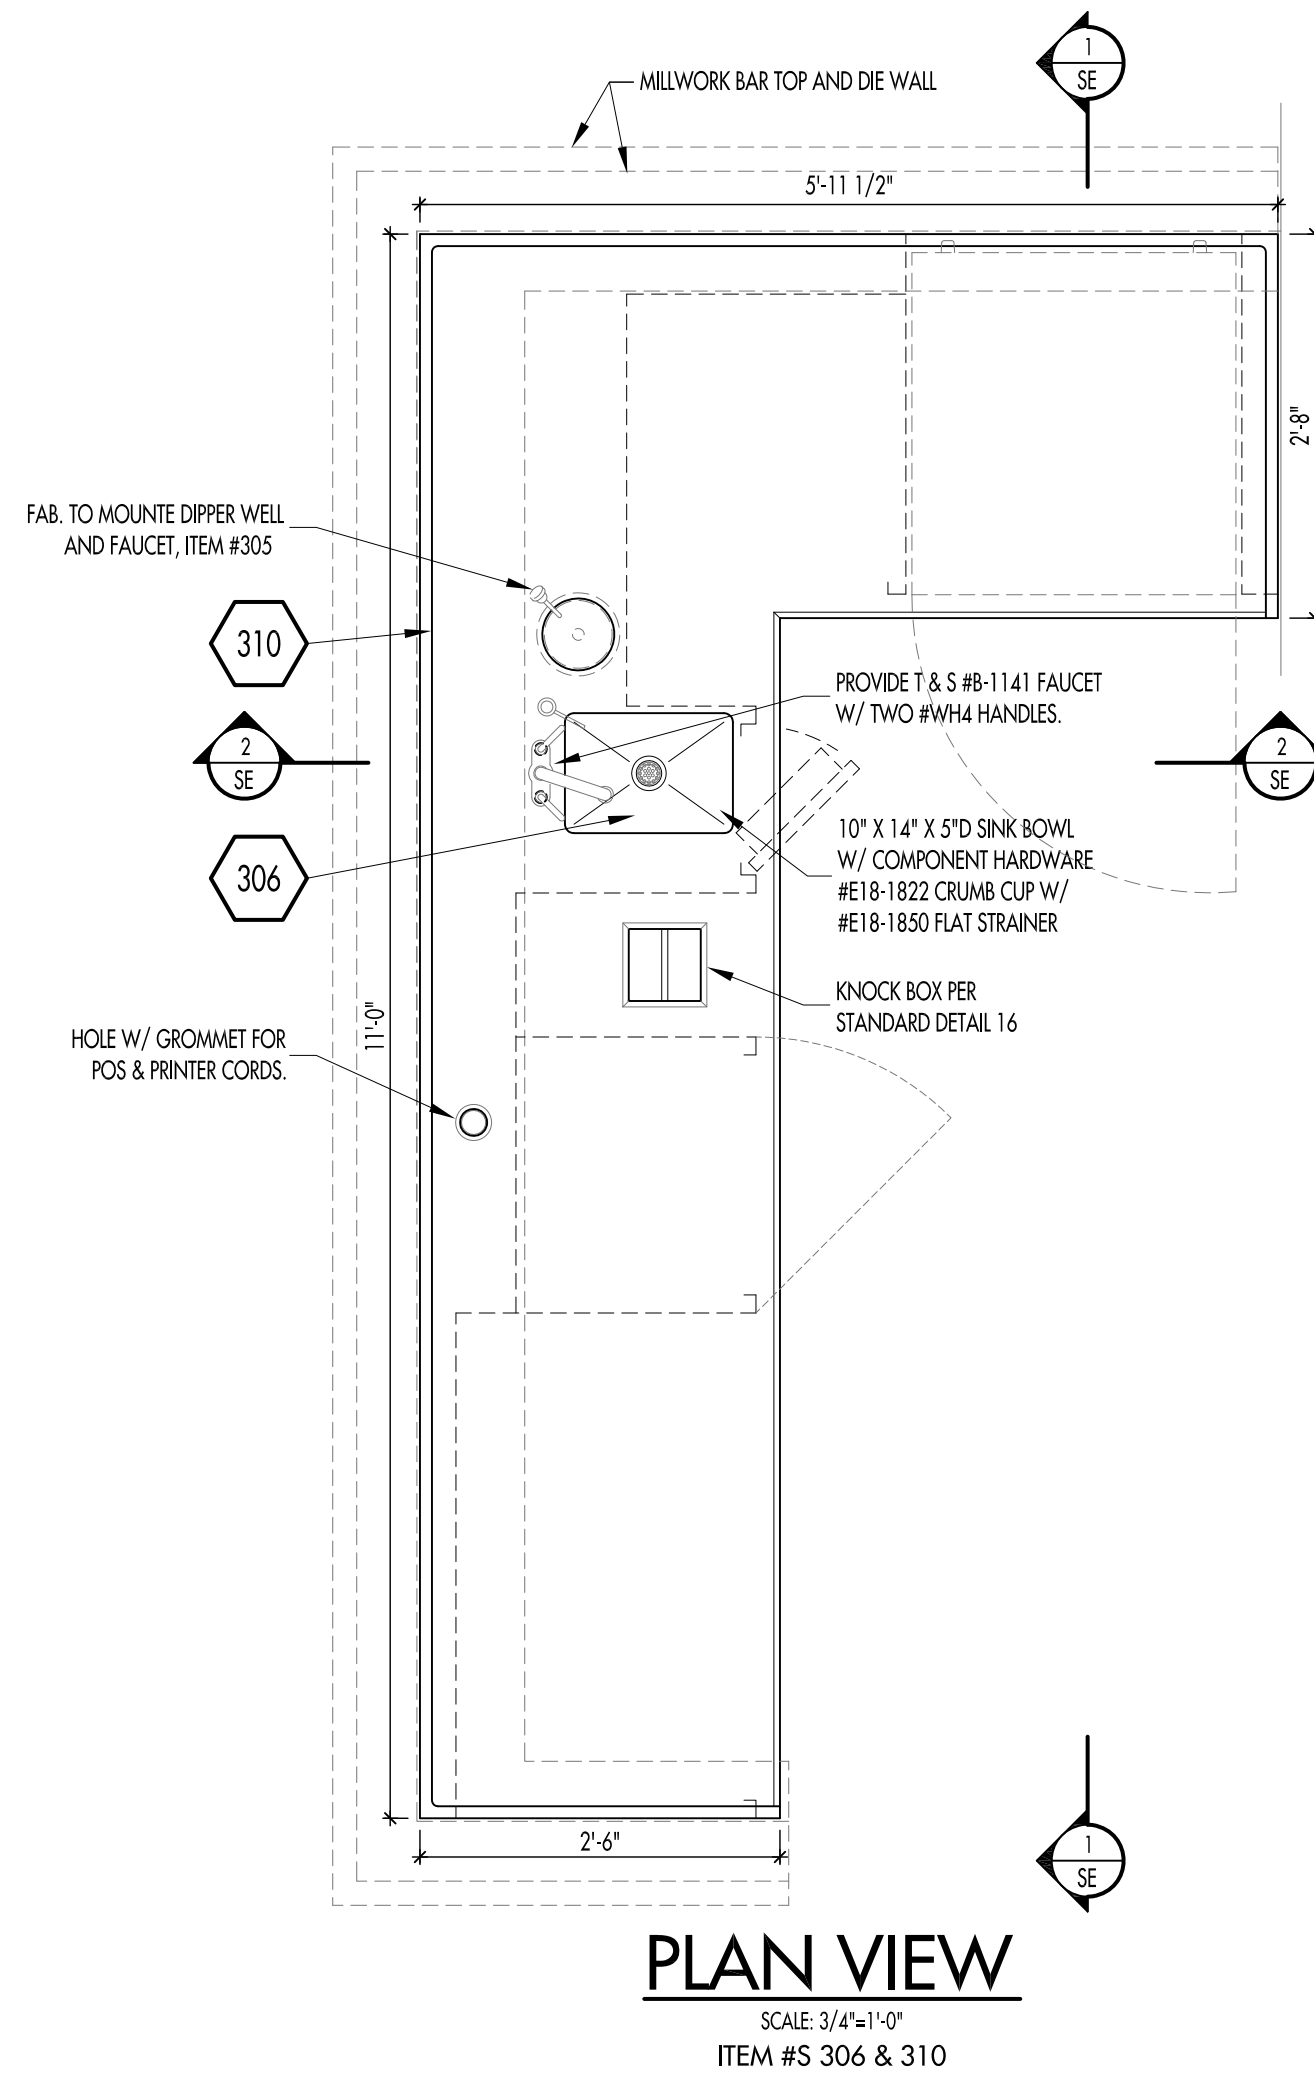 1
SE
MILLWORK BAR TOP AND DIE WALL
5'-11 1/2"
2'-8"
FAB. TO MOUNTE DIPPER WELL
AND FAUCET, ITEM #305
310
PROVIDE T & S #B-1141 FAUCET
W/ TWO #WH4 HANDLES.
2
SE
2
SE
10" X 14" X 5"D SINK BOWL
W/ COMPONENT HARDWARE
#E18-1822 CRUMB CUP W/
#E18-1850 FLAT STRAINER
306
KNOCK BOX PER
STANDARD DETAIL 16
11'-0"
HOLE W/ GROMMET FOR
POS & PRINTER CORDS.
2'-6"
1
SE
PLAN VIEW
SCALE: 3/4"=1'-0"
ITEM #S 306 & 310